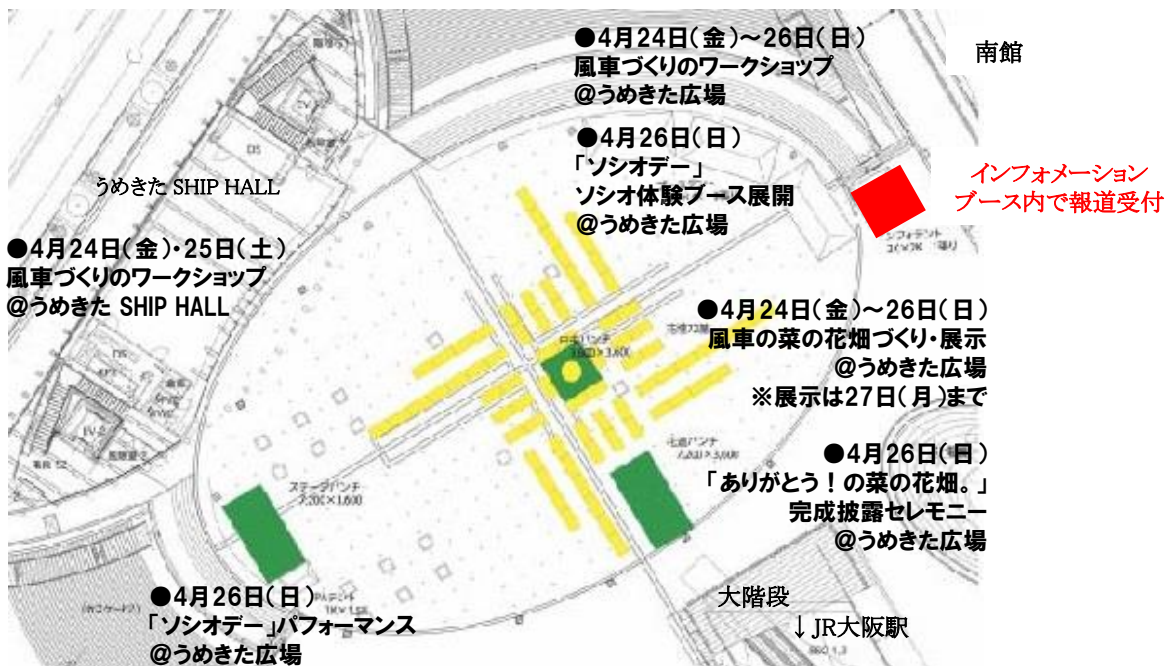 ●4月24日(金)~26日(日)
風車づくりのワークショップ
@うめきた広場
南館
●4月26日(日)
「ソシオデー」
ソシオ体験ブース展開
@うめきた広場
インフォメーション
ブース内で報道受付
うめきた SHIP HALL
●4月24日(金)・25日(土)
風車づくりのワークショップ
@うめきた SHIP HALL
●4月24日(金)~26日(日)
風車の菜の花畑づくり・展示
@うめきた広場
※展示は27日(月)まで
●4月26日(日)
「ありがとう!の菜の花畑。」
完成披露セレモニー
@うめきた広場
ステージパンチ
7,200×3,600
大階段
↓JR大阪駅
●4月26日(日)
「ソシオデー」パフォーマンス
@うめきた広場